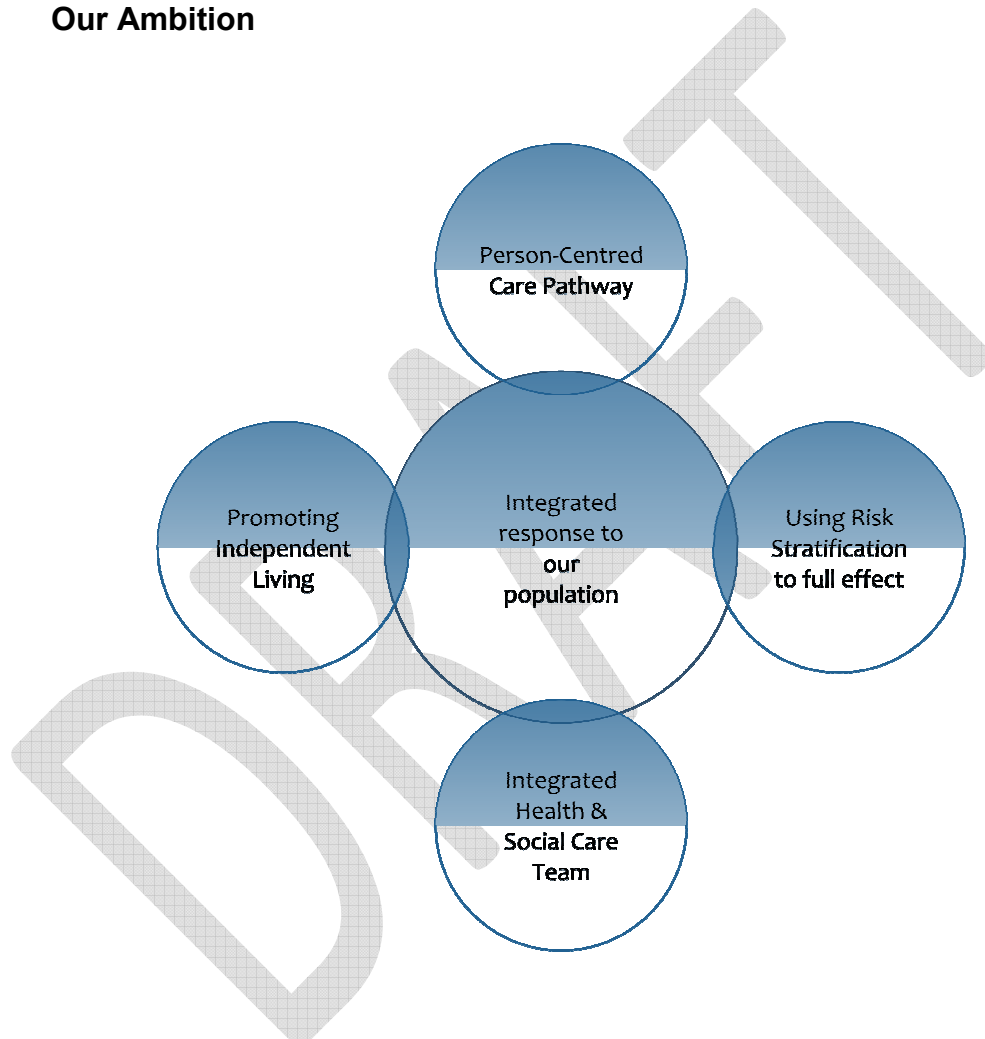 Our Ambition
Person-Centred
Care Pathway
Promoting
Independent
Living
Integrated
response to
our
population
Using Risk
Stratification
to full effect
Integrated
Health &
Social Care
Team
DRAFT